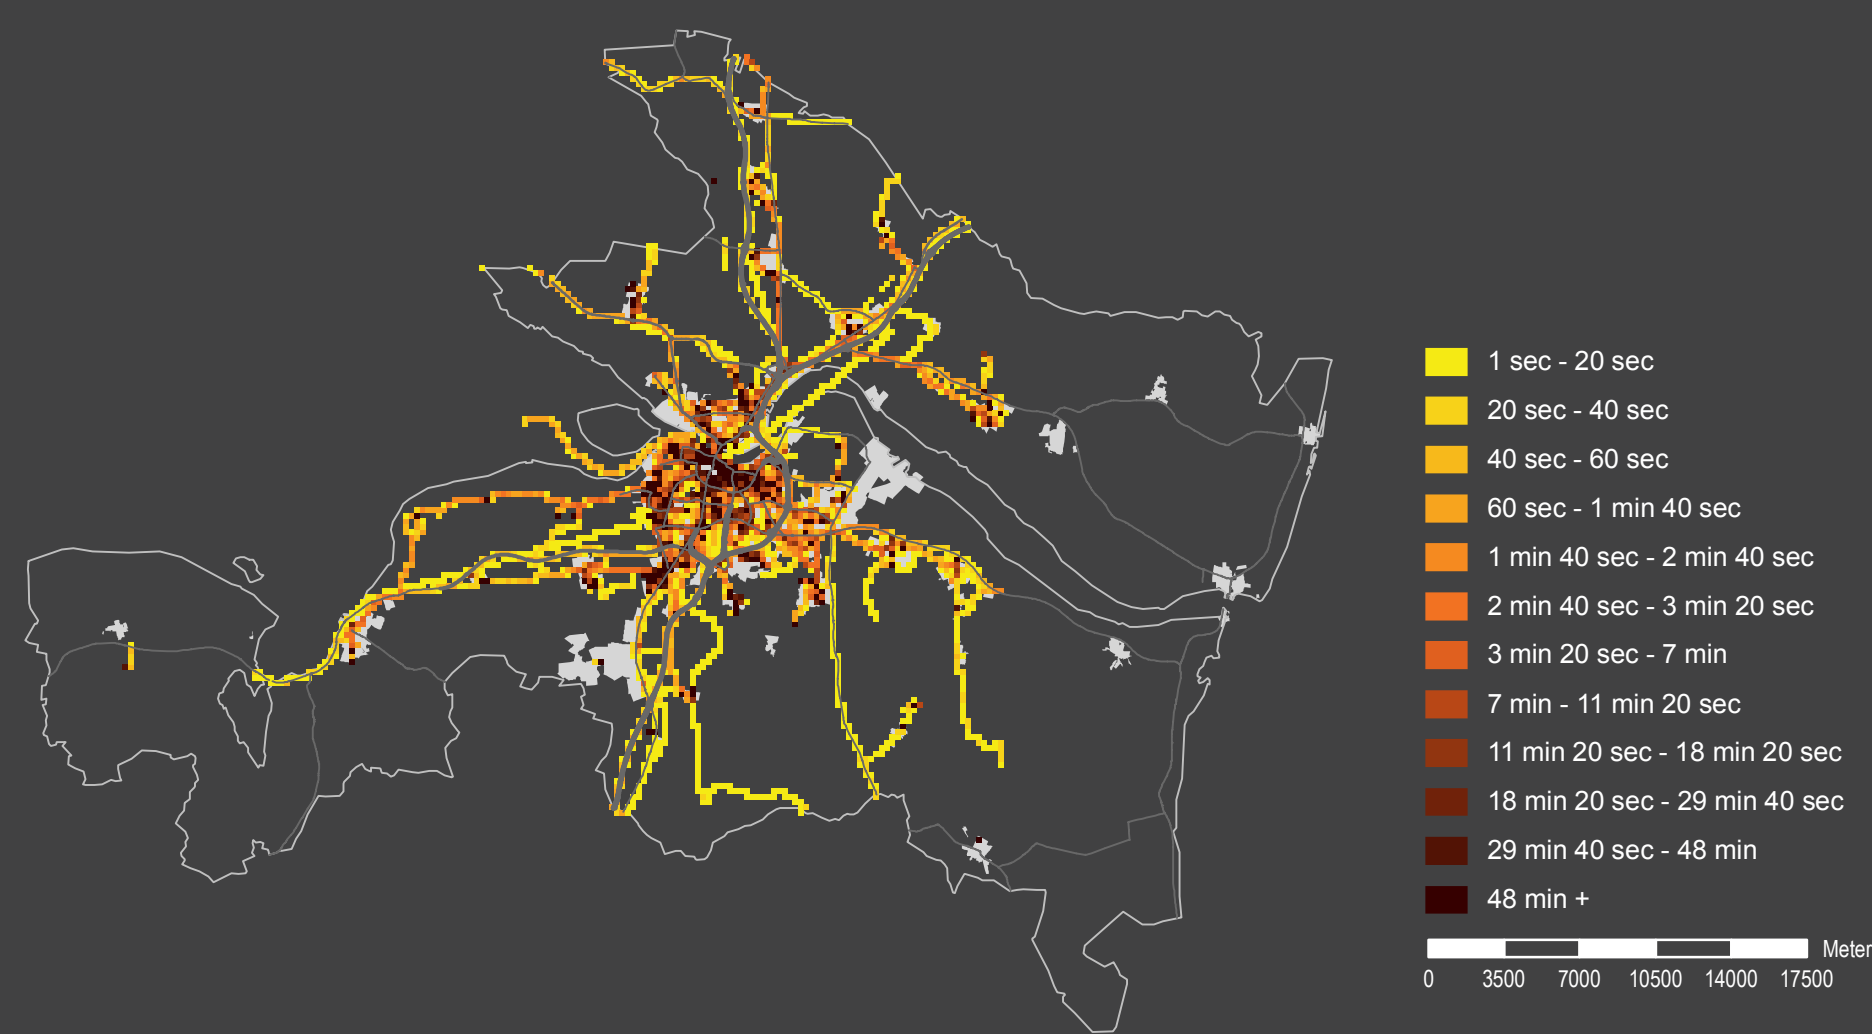 1 sec - 20 sec
20 sec - 40 sec
40 sec - 60 sec
60 sec - 1 min 40 sec
1 min 40 sec - 2 min 40 sec
2 min 40 sec - 3 min 20 sec
3 min 20 sec - 7 min
7 min - 11 min 20 sec
11 min 20 sec - 18 min 20 sec
18 min 20 sec - 29 min 40 sec
29 min 40 sec - 48 min
48 min +
Meter
0 3500 7000 10500 14000 17500